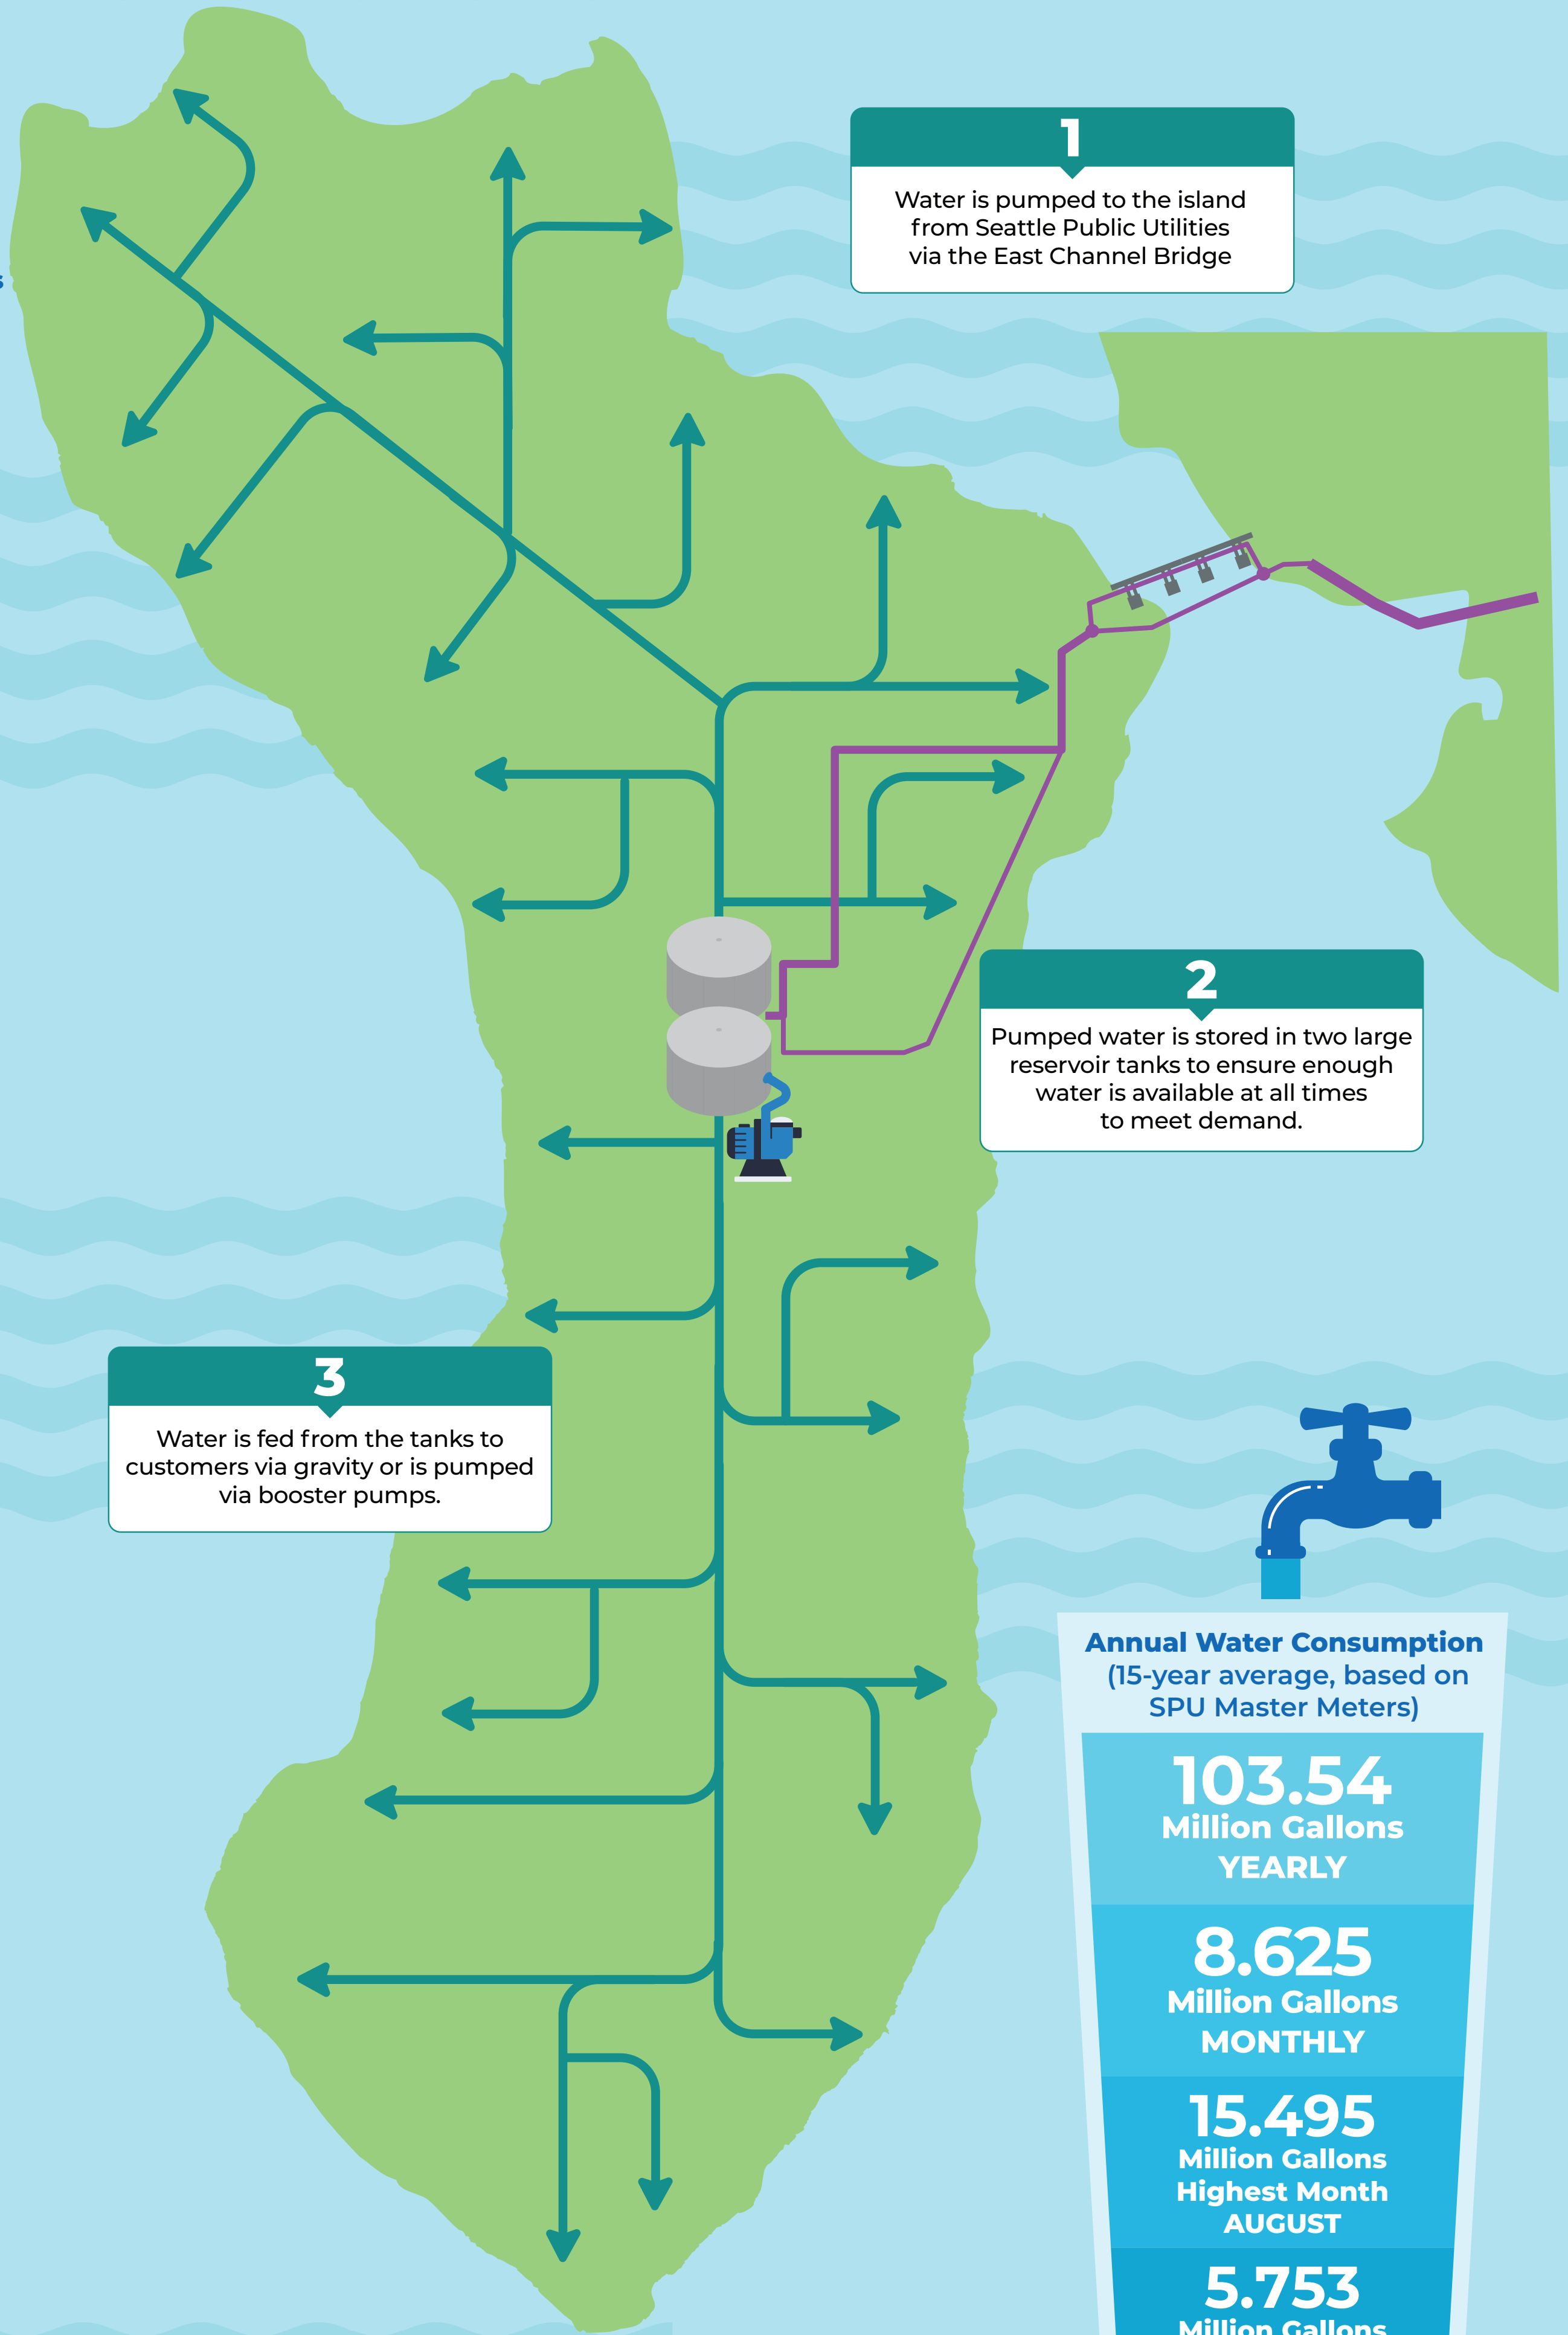 1
Water is pumped to the island
from Seattle Public Utilities
via the East Channel Bridge
2
Pumped water is stored in two large
reservoir tanks to ensure enough
water is available at all times
to meet demand.
3
Water is fed from the tanks to
customers via gravity or is pumped
via booster pumps.
Annual Water Consumption
(15-year average, based on
SPU Master Meters)
103.54
Million Gallons
YEARLY
8.625
Million Gallons
MONTHLY
15.495
Million Gallons
Highest Month
AUGUST
5.753
Million Gallons